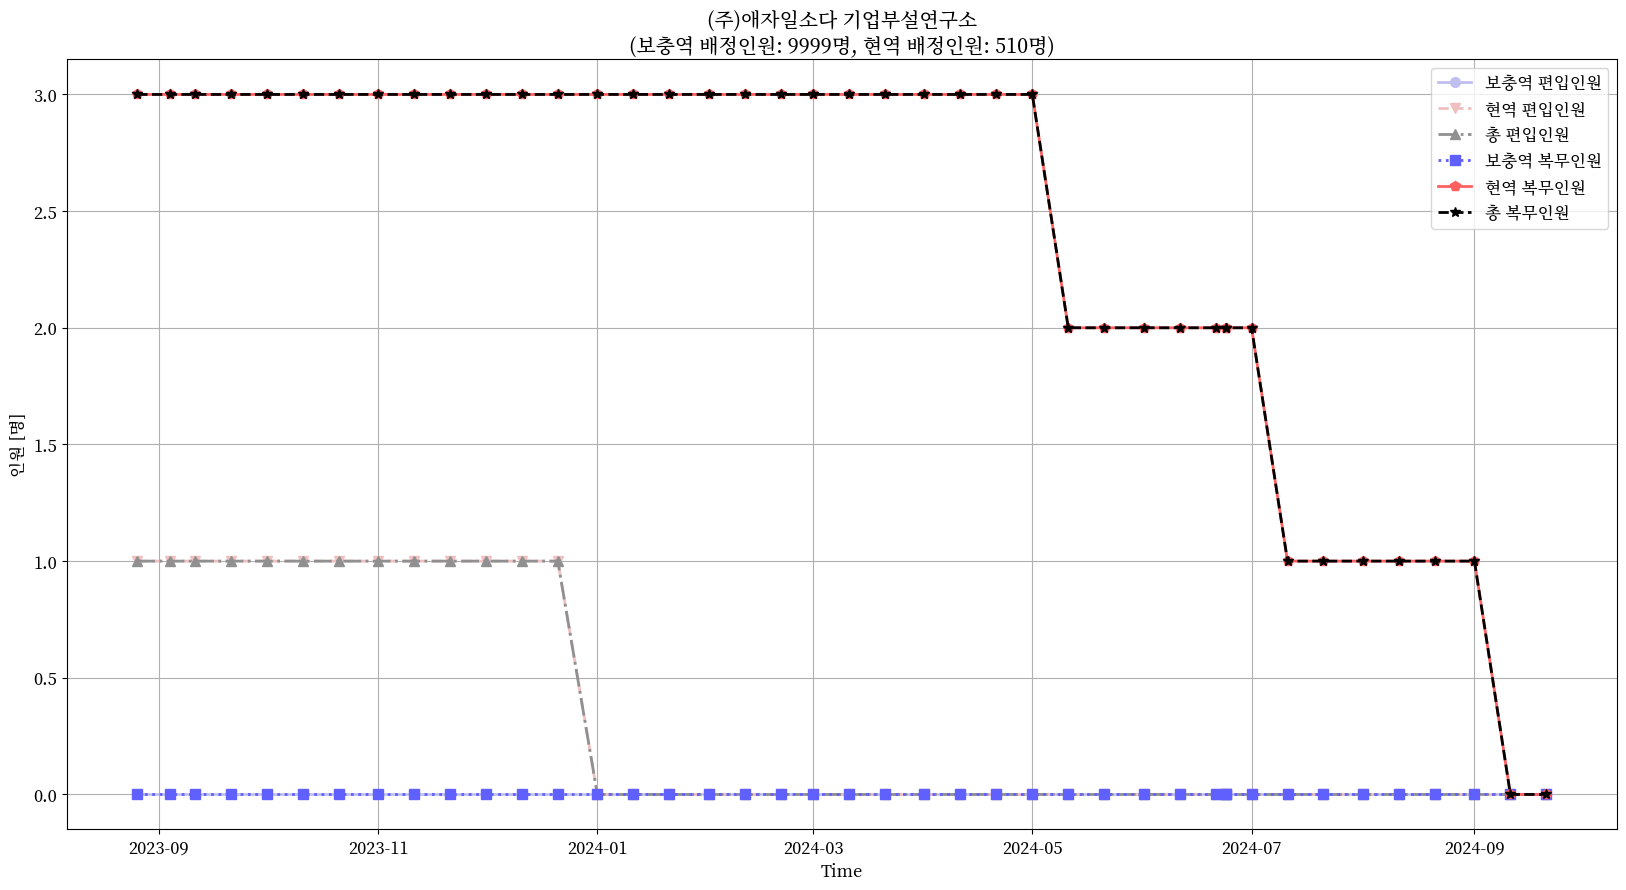 (주)애자일소다 기업부설연구소
(보충역 배정인원: 9999명, 현역 배정인원: 510명)
보충역 편입인원
현역 편입인원
총 편입인원
보충역 복무인원
현역 복무인원
총 복무인원
인원 [명]
3.0
2.5
2.0
1.5
1.0
0.5
0.0
2023-09
2023-11
2024-01
2024-03
2024-05
2024-07
2024-09
Time